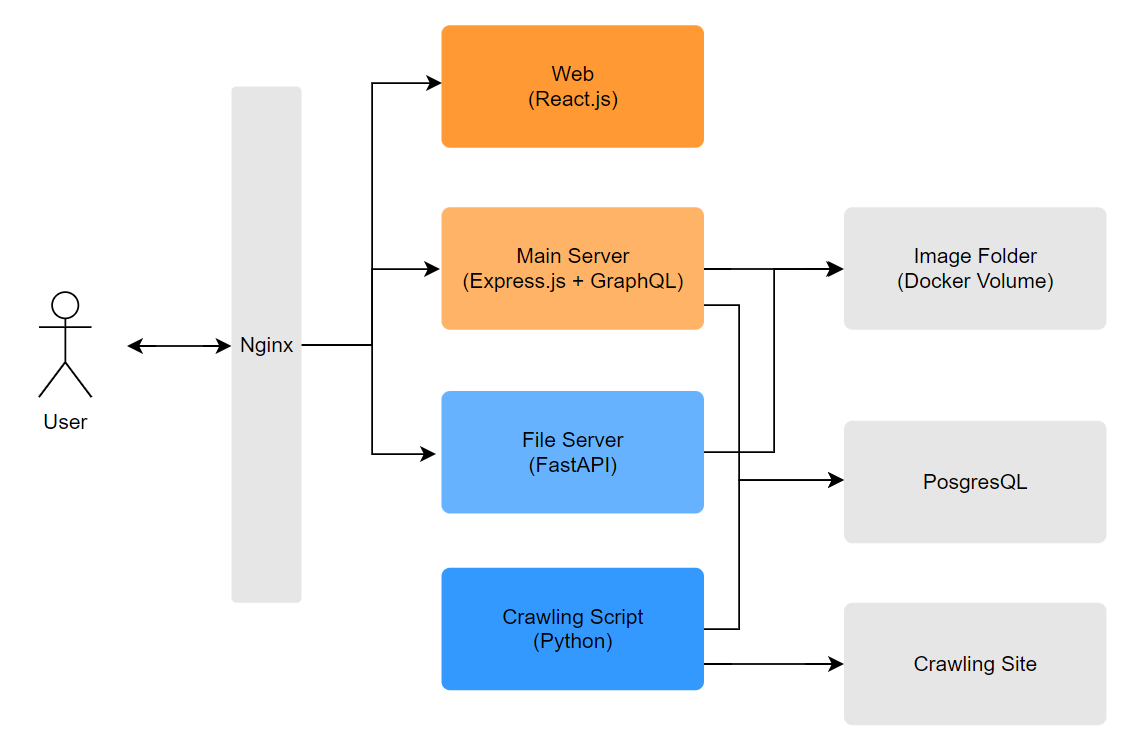 Web
(React.js)
Main Server
(Express.js + GraphQL)
Image Folder
(Docker Volume)
Nginx
User
File Server
(FastAPI)
PosgresQL
Crawling Script
(Python)
Crawling Site